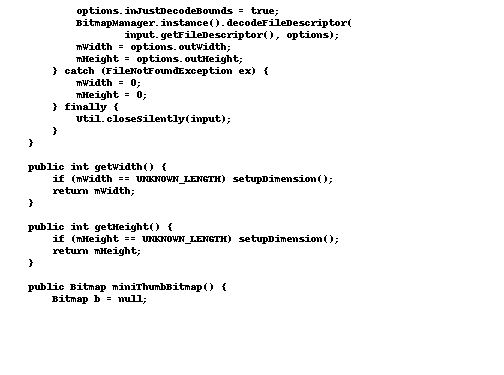 options.inJustDecodeBounds = true;
BitmapManager.instance().decodeFileDescriptor(
input.getFileDescriptor(), options);
mWidth = options.outWidth;
mHeight = options.outHeight;
} catch (FileNotFoundException ex) {
mWidth = 0;
mHeight = 0;
} finally {
Util.closeSilently(input);
}
}
public int getWidth() {
if (mWidth == UNKNOWN_LENGTH) setupDimension();
return mWidth;
}
public int getHeight() {
if (mHeight == UNKNOWN_LENGTH) setupDimension();
return mHeight;
}
public Bitmap miniThumbBitmap() {
Bitmap b = null;